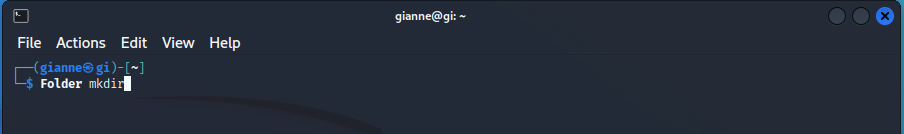 gianne@gi: ~
File Actions Edit View Help
┌──(gianne㉿gi)-[~]
└─$ Folder mkdir